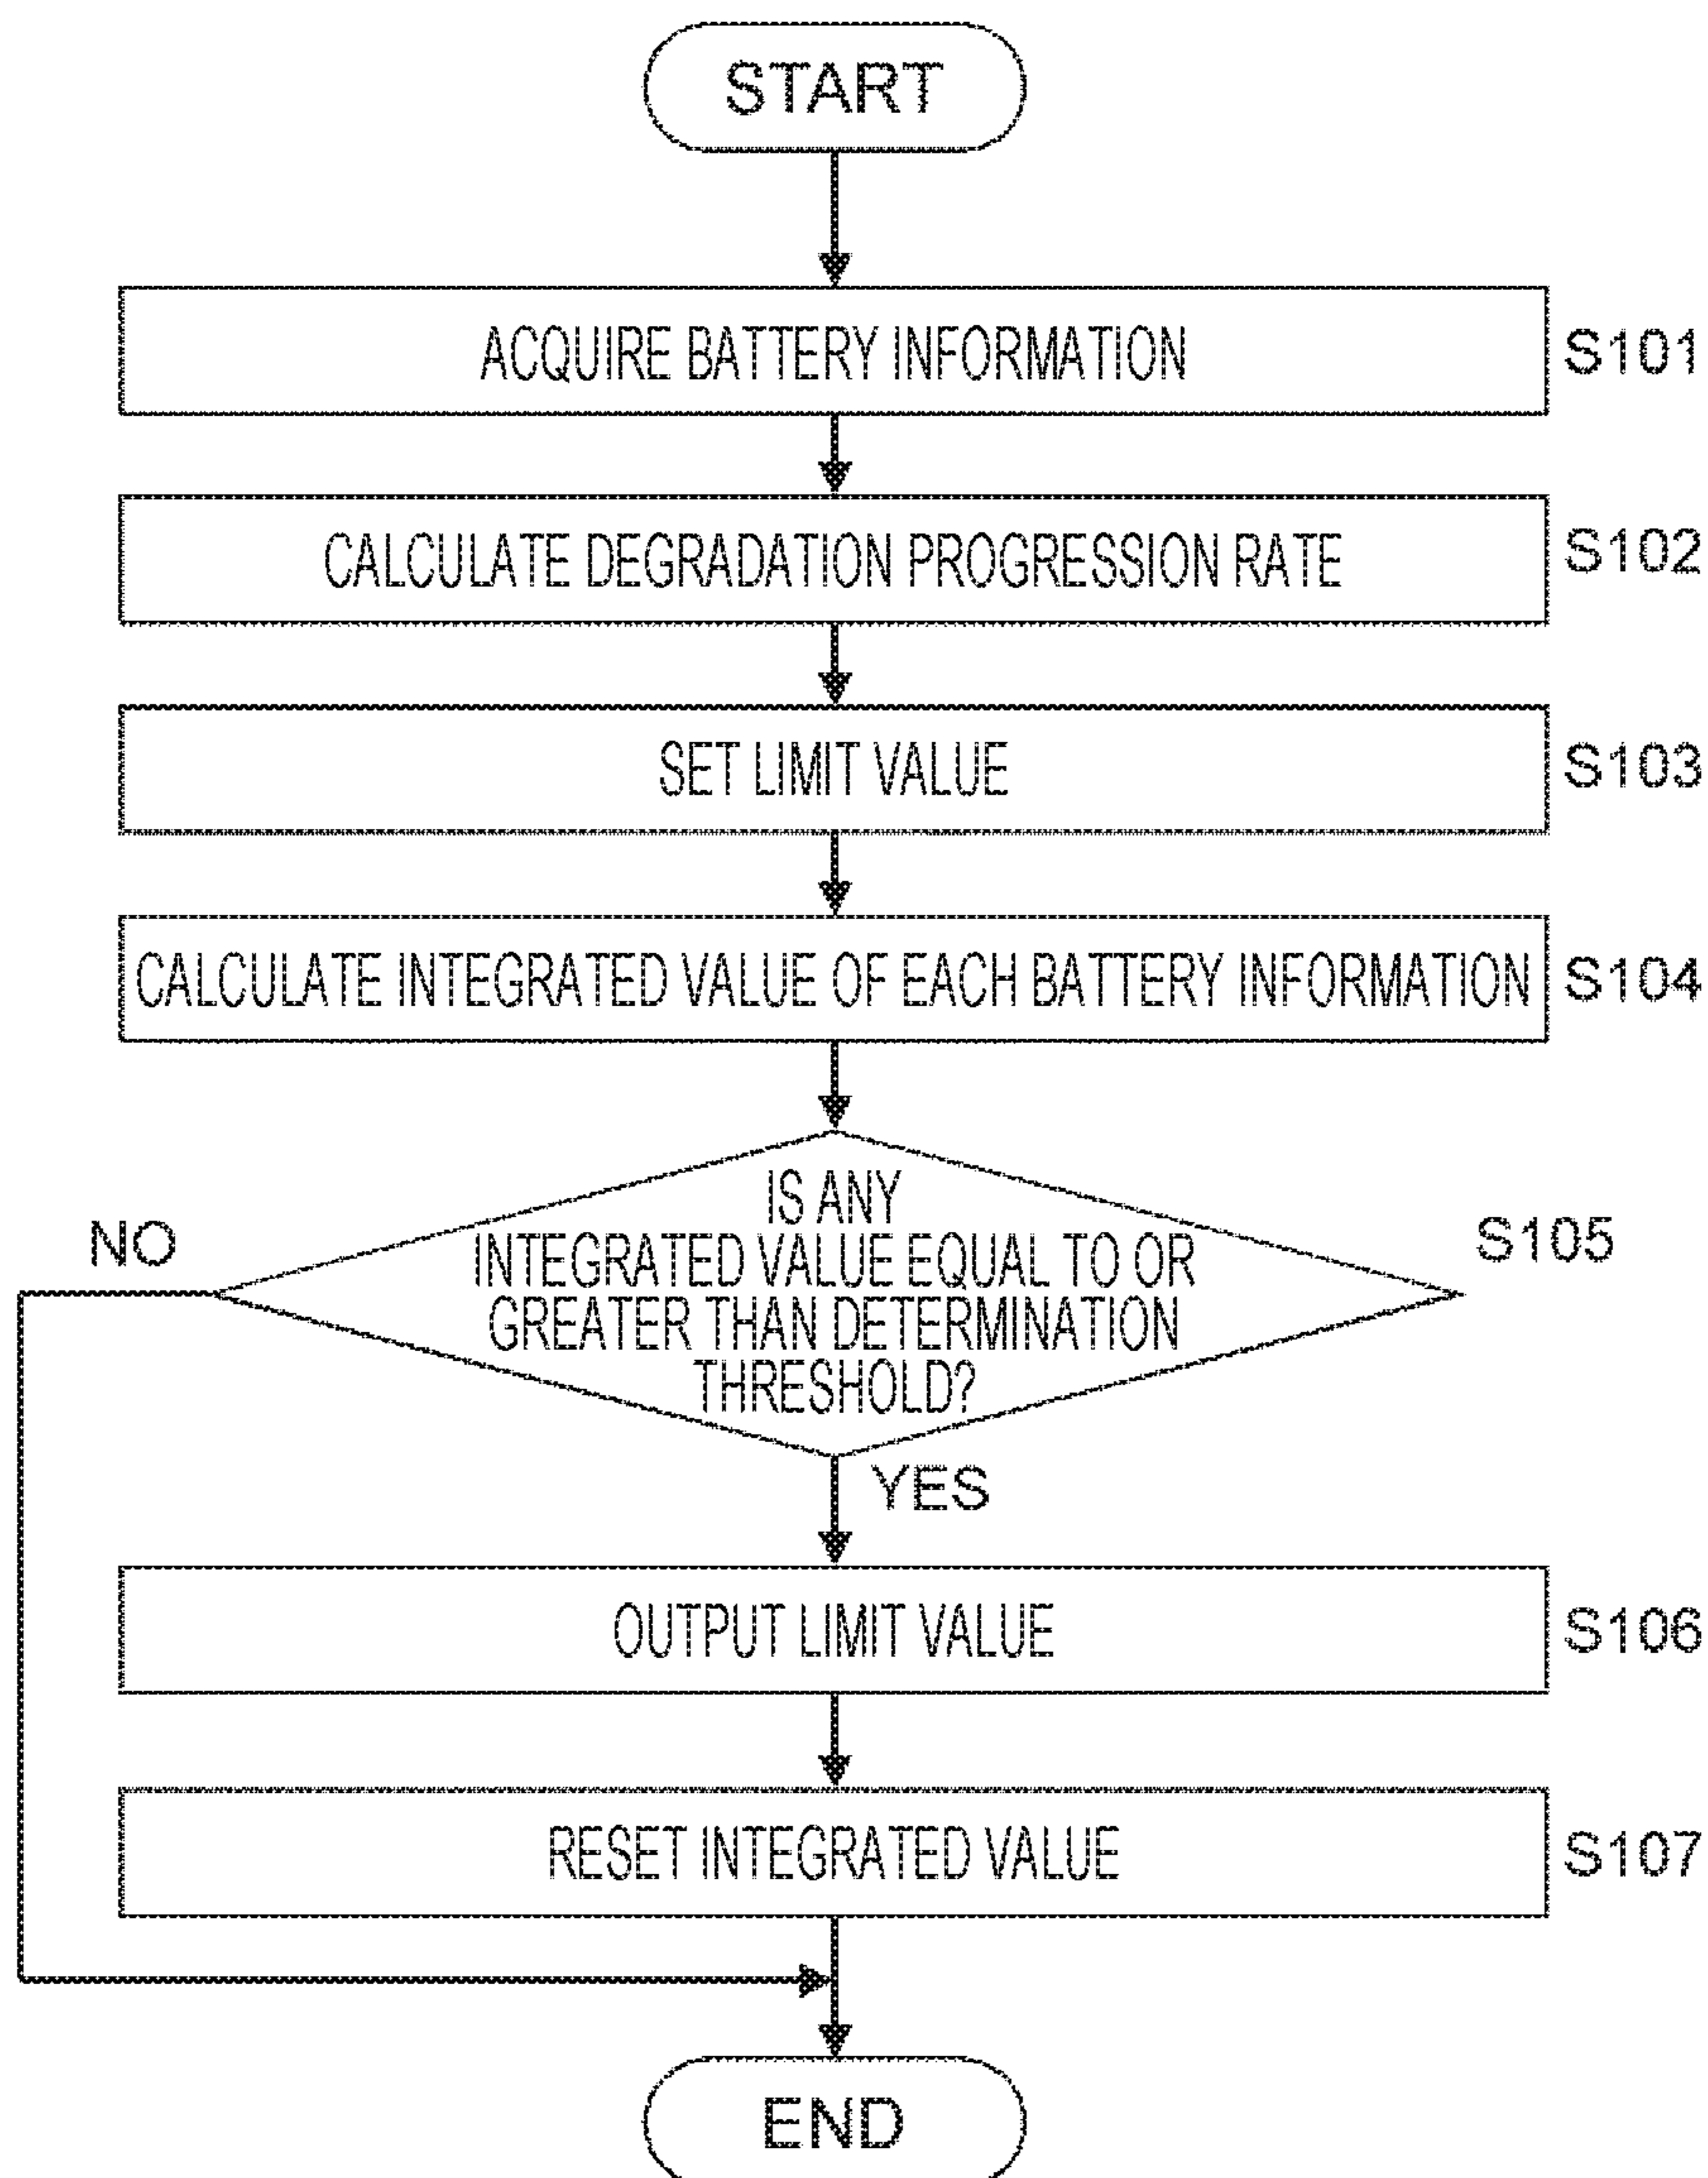 START
ACQUIRE BATTERY INFORMATION
S101
CALCULATE DEGRADATION PROGRESSION RATE
S102
SET LIMIT VALUE
S103
CALCULATE INTEGRATED VALUE OF EACH BATTERY INFORMATION
S104
IS ANY
INTEGRATED VALUE EQUAL TO OR
GREATER THAN DETERMINATION
THRESHOLD?
S105
NO
YES
OUTPUT LIMIT VALUE
S106
RESET INTEGRATED VALUE
S107
END